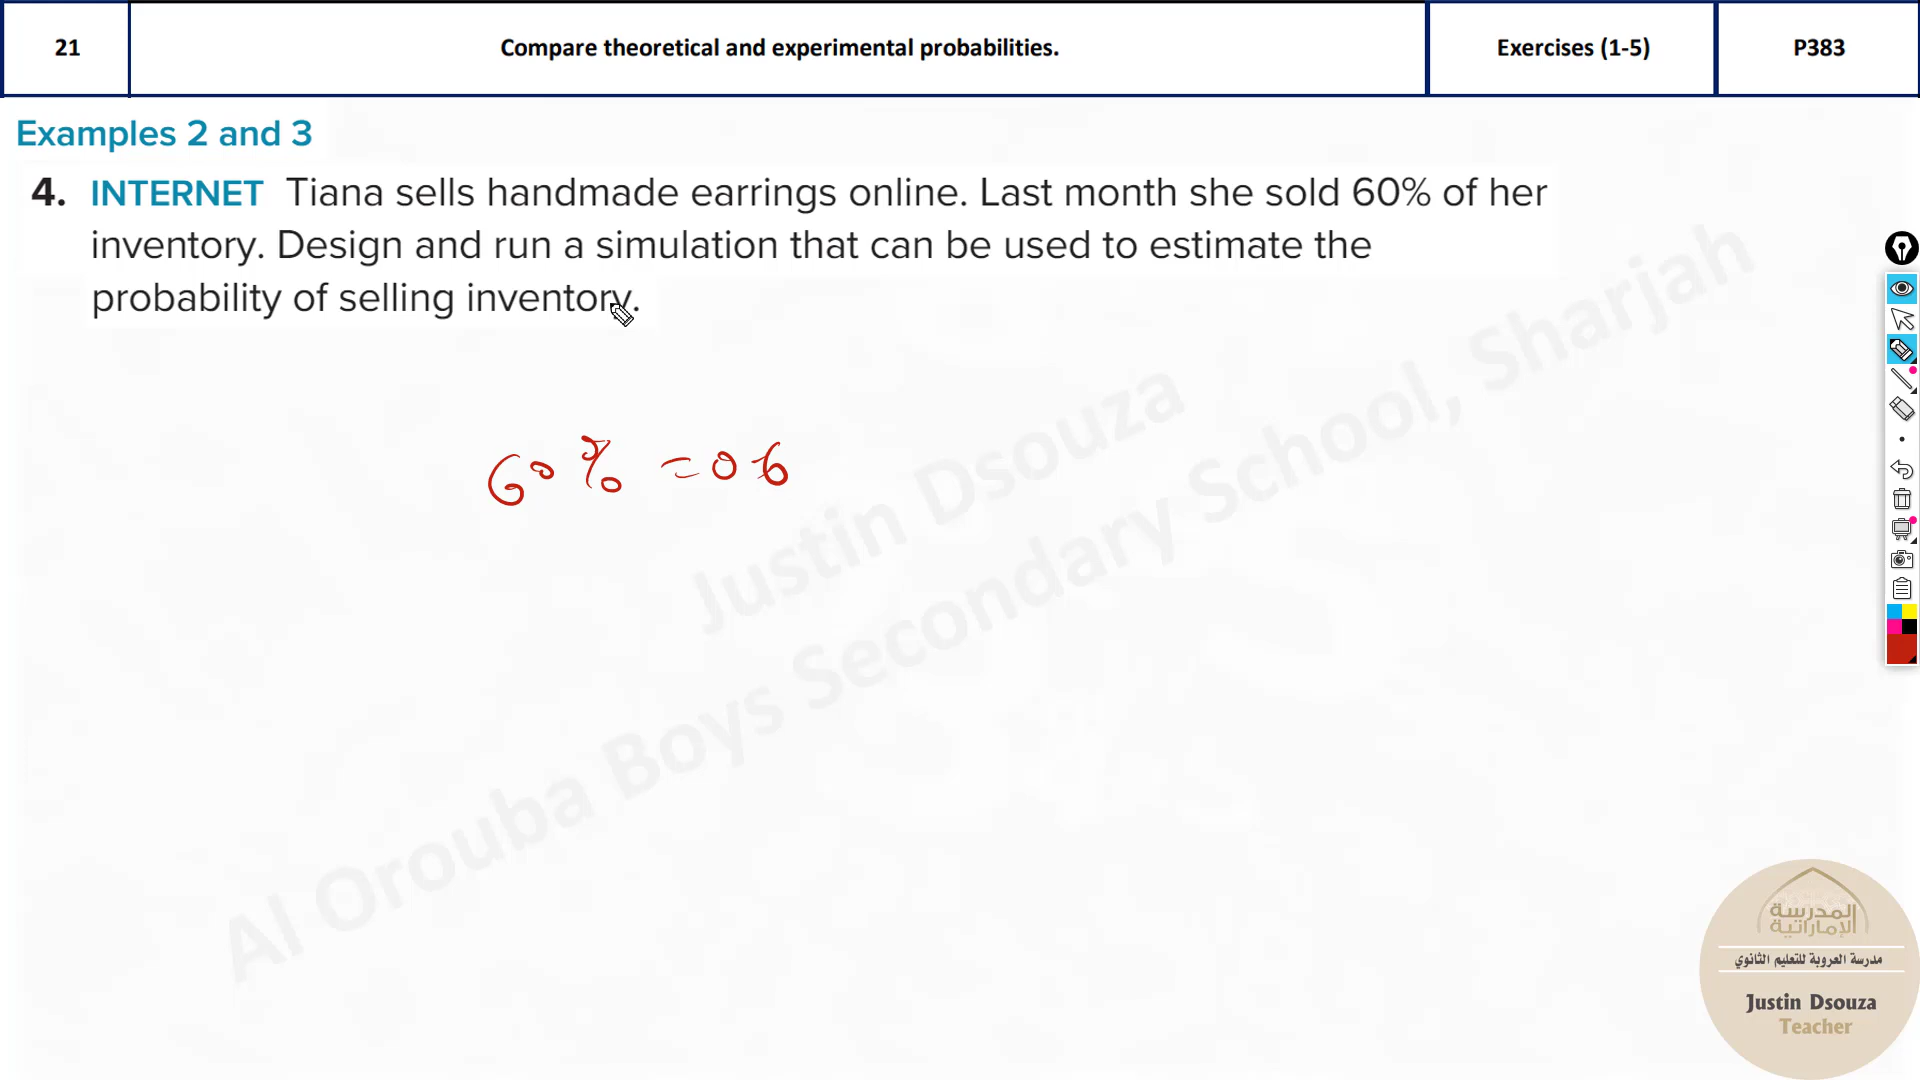 21 Compare theoretical and experimental probabilities. Exercises (1-5) P383
Examples 2 and 3
4. INTERNET Tiana sells handmade earrings online. Last month she sold 60% of her
inventory. Design and run a simulation that can be used to estimate the
probability of selling inventory.
60% = 0 6
Justin Dsouza
Al Orouba Boys Secondary School, Sharjah
المدرسة
الإماراتية
مدرسة العروبة للتعليم الثانوي
Justin Dsouza
Teacher